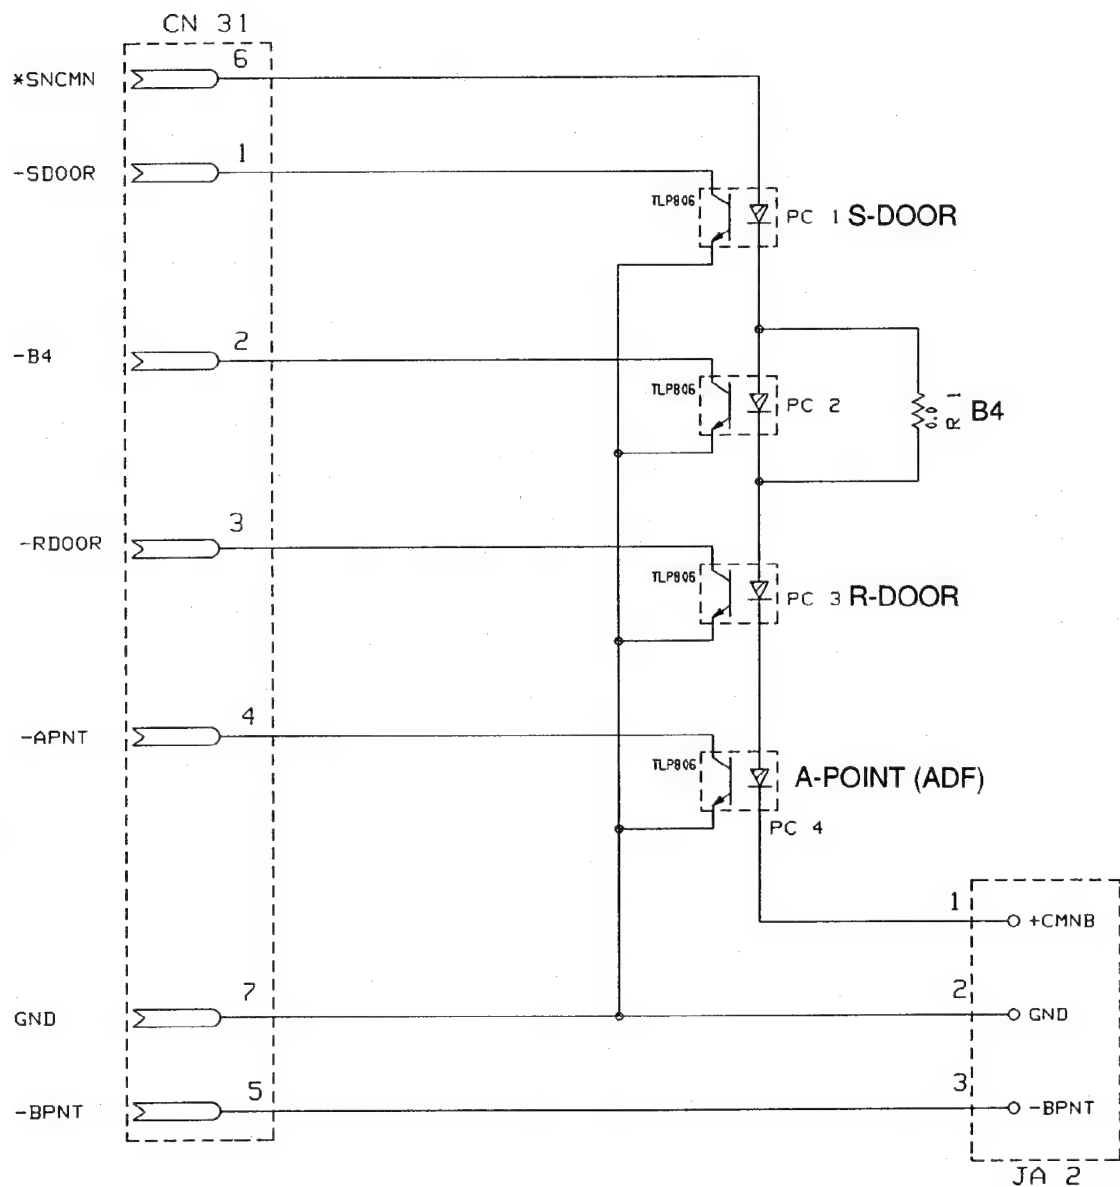 CN 31
*SNCMN 6
-SDOOR 1
TLP806
PC 1 S-DOOR
-B4 2
TLP806
PC 2
0.0
R 1
B4
-RDOOR 3
TLP806
PC 3 R-DOOR
-APNT 4
TLP806
A-POINT (ADF)
PC 4
1 +CMNB
GND 7
2 GND
-BPNT 5
3 -BPNT
JA 2